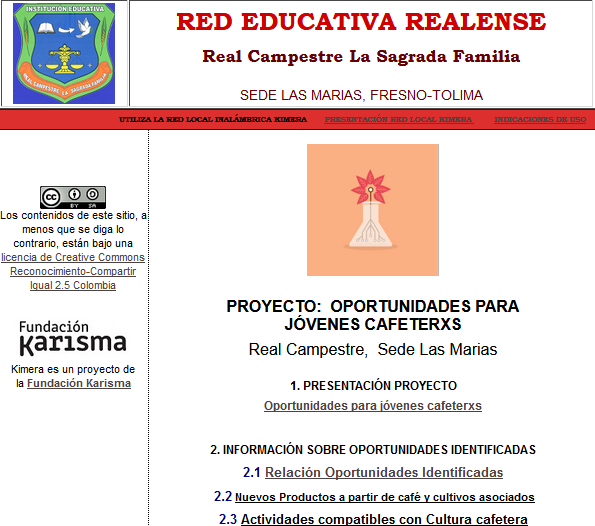 INSTITUCIÓN EDUCATIVA
REAL CAMPESTRE LA SAGRADA FAMILIA
RED EDUCATIVA REALENSE
Real Campestre La Sagrada Familia
SEDE LAS MARIAS, FRESNO-TOLIMA
UTILIZA LA RED LOCAL INALÁMBRICA KIMERA PRESENTACIÓN RED LOCAL KIMERA INDICACIONES DE USO
cc
BY SA
Los contenidos de este sitio, a
menos que se diga lo
contrario, están bajo una
licencia de Creative Commons
Reconocimiento-Compartir
Igual 2.5 Colombia
Fundación
Karisma
Kimera es un proyecto de
la Fundación Karisma
PROYECTO: OPORTUNIDADES PARA
JÓVENES CAFETERXS
Real Campestre, Sede Las Marias
1. PRESENTACIÓN PROYECTO
Oportunidades para jóvenes cafeterxs
2. INFORMACIÓN SOBRE OPORTUNIDADES IDENTIFICADAS
2.1 Relación Oportunidades Identificadas
2.2 Nuevos Productos a partir de café y cultivos asociados
2.3 Actividades compatibles con Cultura cafetera